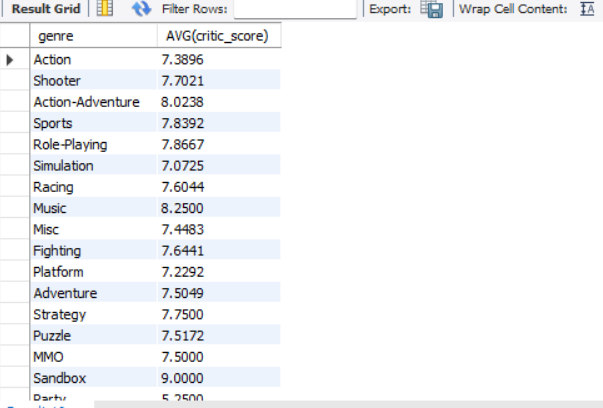 Result Grid Filter Rows: Export: Wrap Cell Content:
genre AVG(critic_score)
Action 7.3896
Shooter 7.7021
Action-Adventure 8.0238
Sports 7.8392
Role-Playing 7.8667
Simulation 7.0725
Racing 7.6044
Music 8.2500
Misc 7.4483
Fighting 7.6441
Platform 7.2292
Adventure 7.5049
Strategy 7.7500
Puzzle 7.5172
MMO 7.5000
Sandbox 9.0000
Party 5.2500